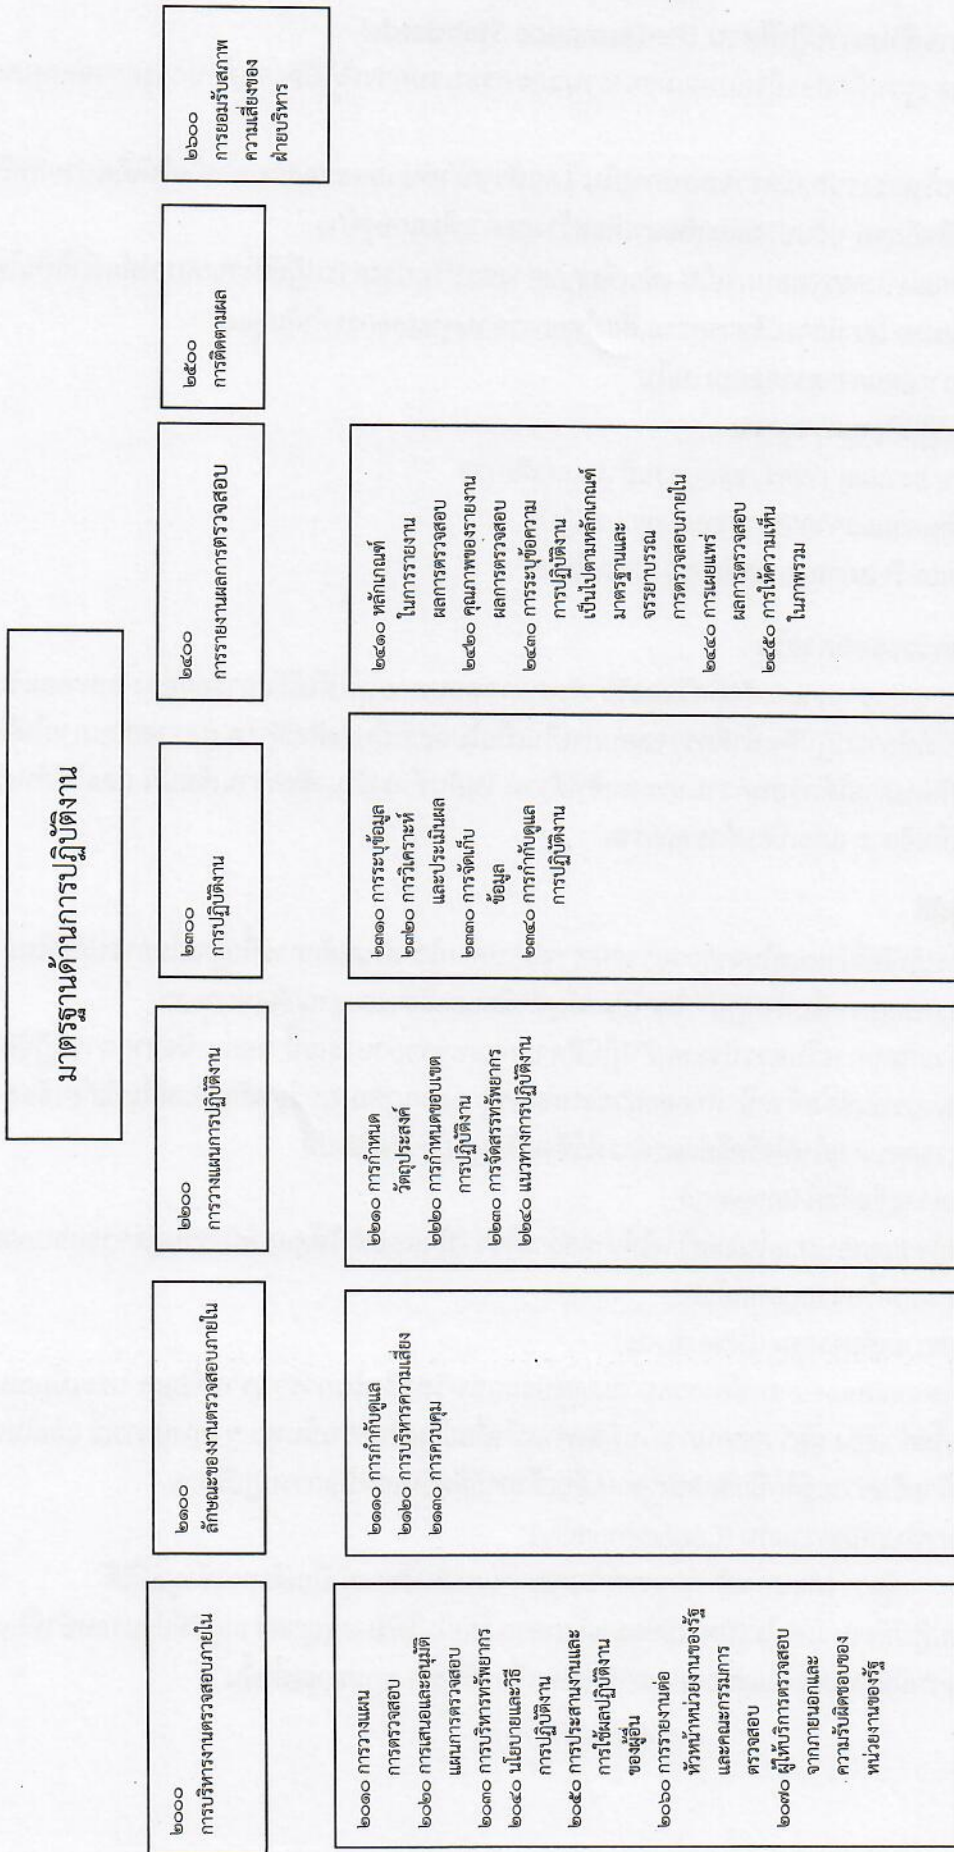 มาตรฐานด้านการปฏิบัติงาน
๒๐๐๐
การบริหารงานตรวจสอบภายใน
๒๐๑๐ การวางแผน
การตรวจสอบ
๒๐๒๐ การเสนอและอนุมัติ
แผนการตรวจสอบ
๒๐๓๐ การบริหารทรัพยากร
๒๐๔๐ นโยบายและวิธี
การปฏิบัติงาน
๒๐๕๐ การประสานงานและ
การใช้ผลปฏิบัติงาน
ของผู้อื่น
๒๐๖๐ การรายงานต่อ
หัวหน้าหน่วยงานของรัฐ
และคณะกรรมการ
ตรวจสอบ
๒๐๗๐ ผู้ให้บริการตรวจสอบ
จากภายนอกและ
ความรับผิดชอบของ
หน่วยงานของรัฐ
๒๑๐๐
ลักษณะของงานตรวจสอบภายใน
๒๑๑๐ การกำกับดูแล
๒๑๒๐ การบริหารความเสี่ยง
๒๑๓๐ การควบคุม
๒๒๐๐
การวางแผนการปฏิบัติงาน
๒๒๑๐ การกำหนด
วัตถุประสงค์
๒๒๒๐ การกำหนดขอบเขต
การปฏิบัติงาน
๒๒๓๐ การจัดสรรทรัพยากร
๒๒๔๐ แนวทางการปฏิบัติงาน
๒๓๐๐
การปฏิบัติงาน
๒๓๑๐ การระบุข้อมูล
๒๓๒๐ การวิเคราะห์
และประเมินผล
๒๓๓๐ การจัดเก็บ
ข้อมูล
๒๓๔๐ การกำกับดูแล
การปฏิบัติงาน
๒๔๐๐
การรายงานผลการตรวจสอบ
๒๔๑๐ หลักเกณฑ์
ในการรายงาน
ผลการตรวจสอบ
๒๔๒๐ คุณภาพของรายงาน
ผลการตรวจสอบ
๒๔๓๐ การระบุข้อความ
การปฏิบัติงาน
เป็นไปตามหลักเกณฑ์
มาตรฐานและ
จรรยาบรรณ
การตรวจสอบภายใน
๒๔๔๐ การเผยแพร่
ผลการตรวจสอบ
๒๔๕๐ การให้ความเห็น
ในภาพรวม
๒๕๐๐
การติดตามผล
๒๖๐๐
การยอมรับสภาพ
ความเสี่ยงของ
ฝ่ายบริหาร